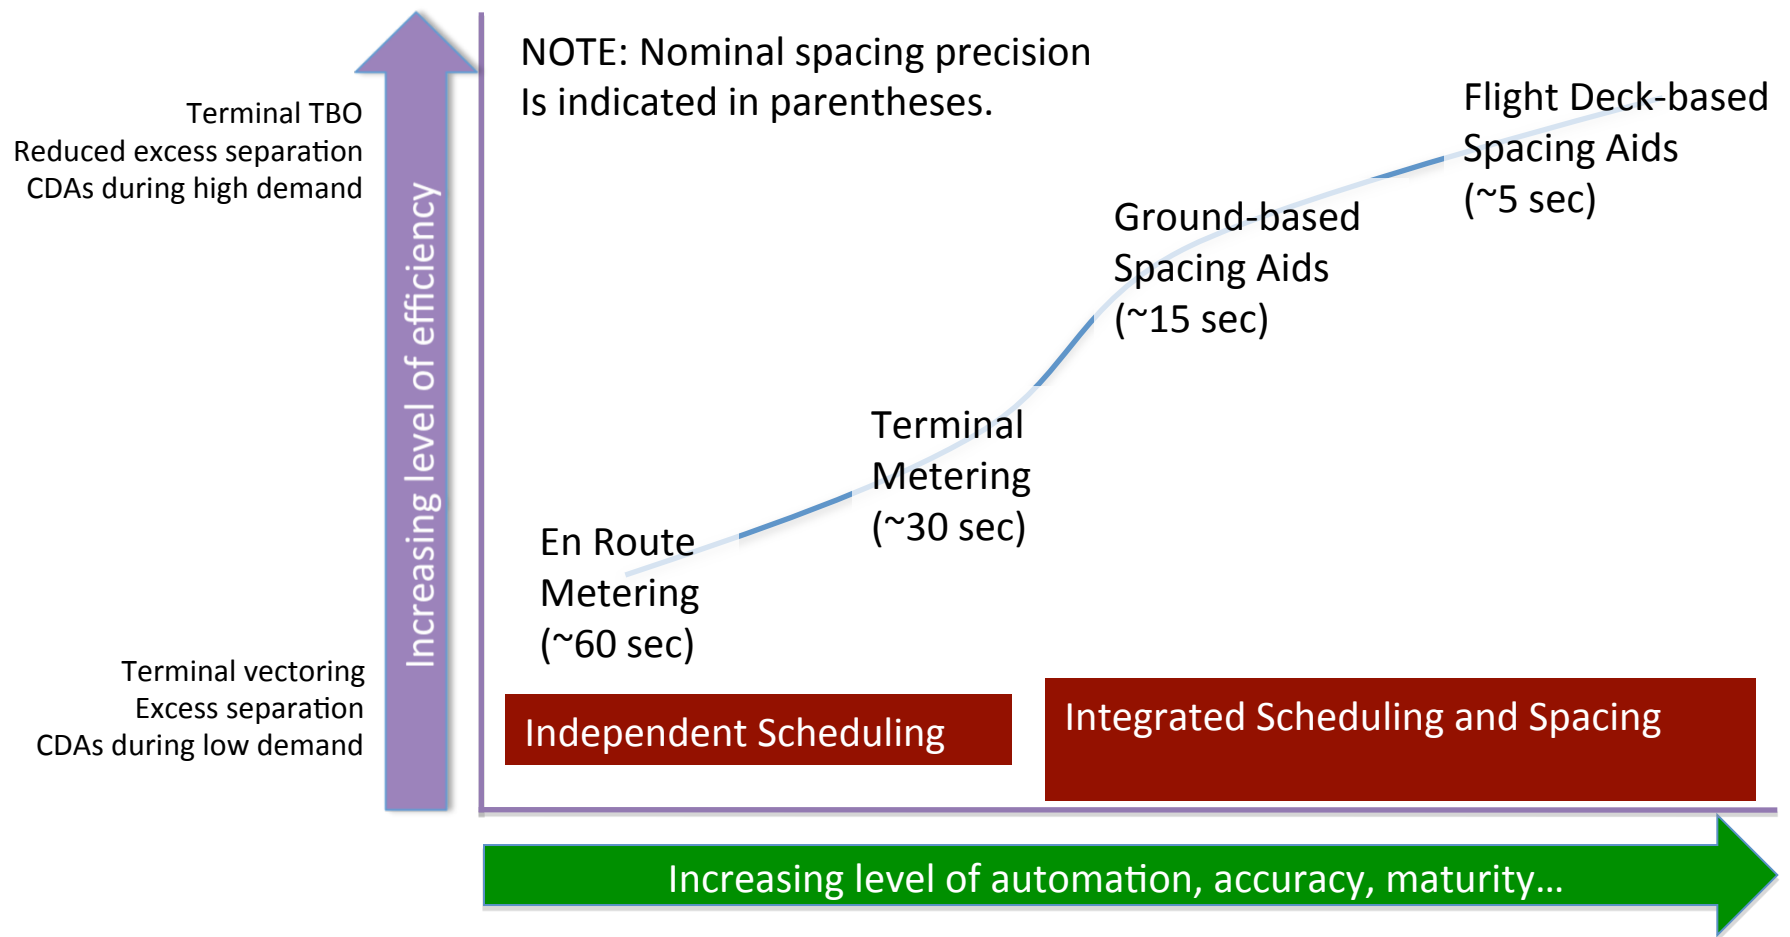 NOTE: Nominal spacing precision
Is indicated in parentheses.
Terminal TBO
Reduced excess separation
CDAs during high demand
Increasing level of efficiency
Terminal vectoring
Excess separation
CDAs during low demand
Flight Deck-based
Spacing Aids
(~5 sec)
Ground-based
Spacing Aids
(~15 sec)
Terminal
Metering
(~30 sec)
En Route
Metering
(~60 sec)
Independent Scheduling
Integrated Scheduling and Spacing
Increasing level of automation, accuracy, maturity…